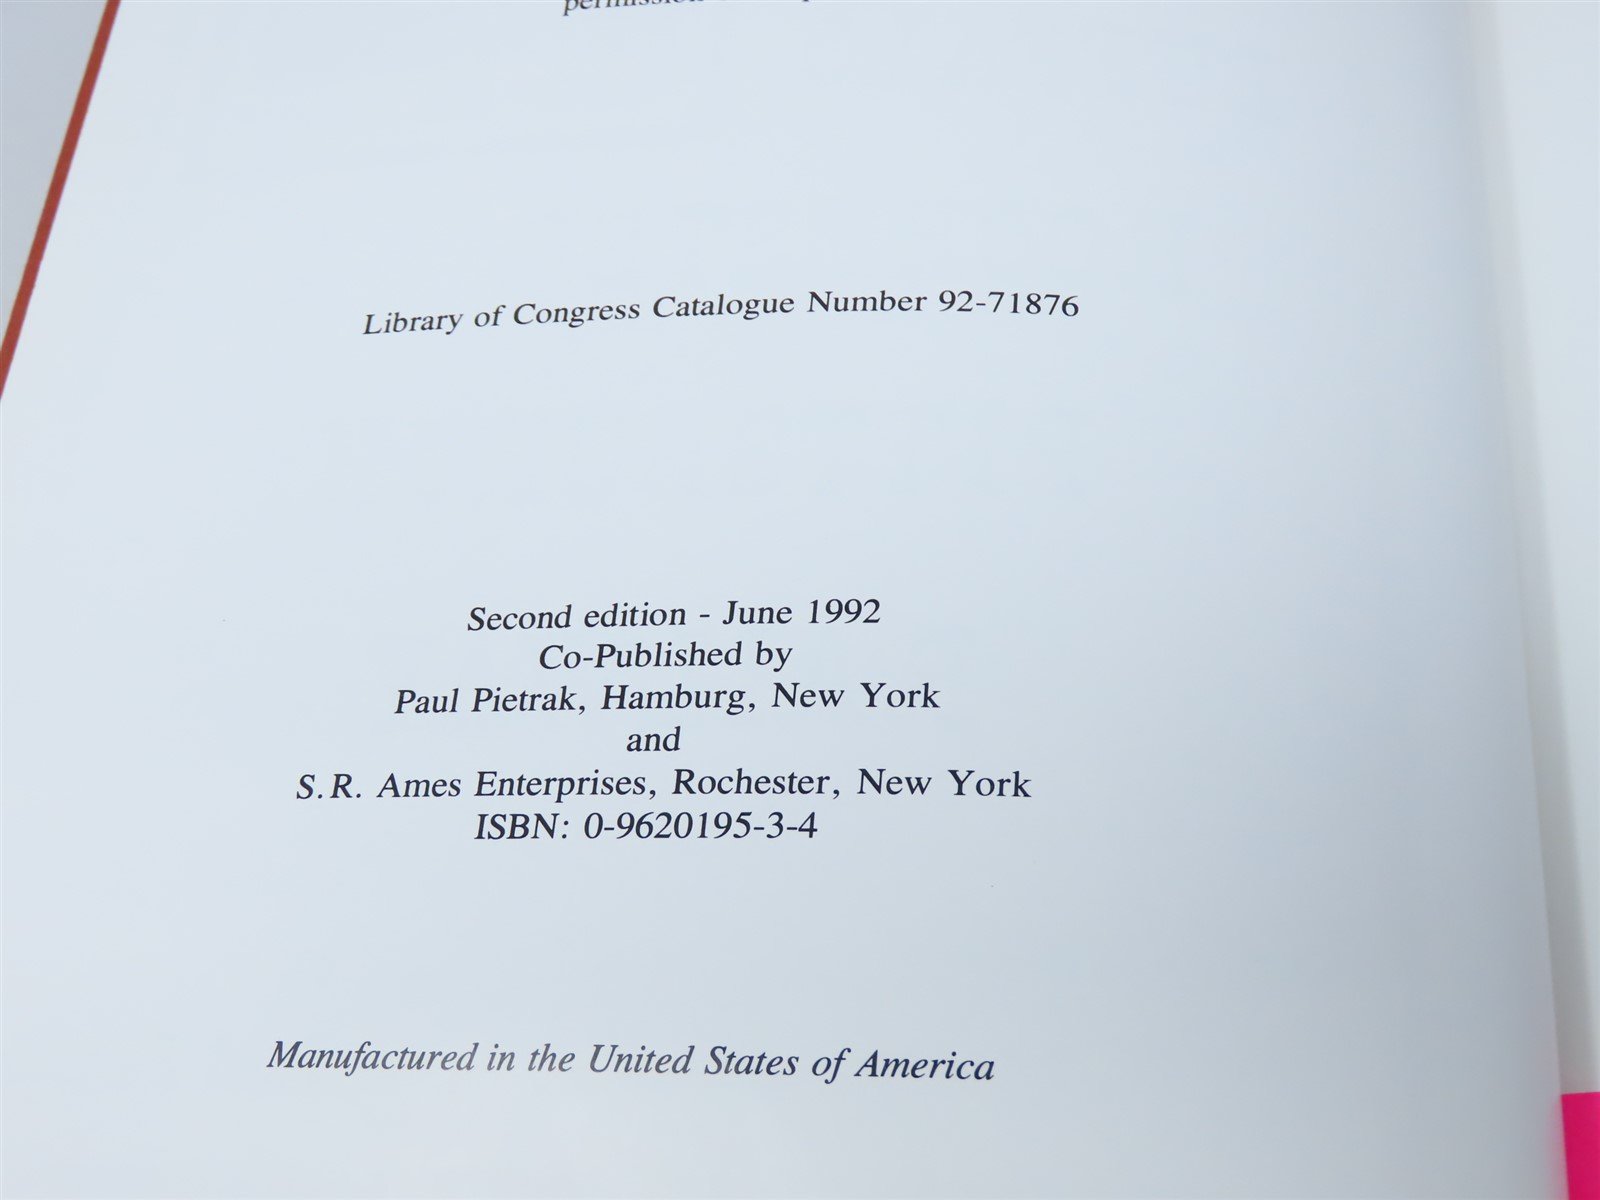 Library of Congress Catalogue Number 92-71876
Second edition - June 1992
Co-Published by
Paul Pietrak, Hamburg, New York
and
S.R. Ames Enterprises, Rochester, New York
ISBN: 0-9620195-3-4
Manufactured in the United States of America